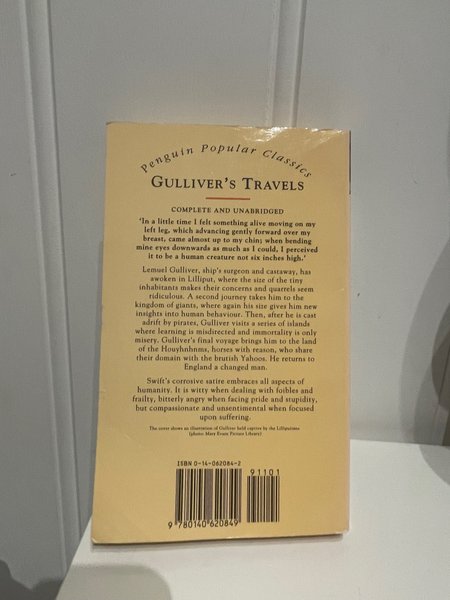 Penguin Popular Classics
GULLIVER'S TRAVELS
COMPLETE AND UNABRIDGED
'In a little time I felt something alive moving on my
left leg, which advancing gently forward over my
breast, came almost up to my chin; when bending
mine eyes downwards as much as I could, I perceived
it to be a human creature not six inches high.'
Lemuel Gulliver, ship's surgeon and castaway, has
awoken in Lilliput, where the size of the tiny
inhabitants makes their concerns and quarrels seem
ridiculous. A second journey takes him to the
kingdom of giants, where again his size gives him new
insights into human behaviour. Then, after he is cast
adrift by pirates, Gulliver visits a series of islands
where learning is misdirected and immortality is only
misery. Gulliver's final voyage brings him to the land
of the Houyhnhnms, horses with reason, who share
their domain with the brutish Yahoos. He returns to
England a changed man.
Swift's corrosive satire embraces all aspects of
humanity. It is witty when dealing with foibles and
frailty, bitterly angry when facing pride and stupidity,
but compassionate and unsentimental when focused
upon suffering.
The cover shows an illustration of Gulliver held captive by the Lilliputians
(photo: Mary Evans Picture Library)
ISBN 0-14-062084-2
91101
9 780140 620849